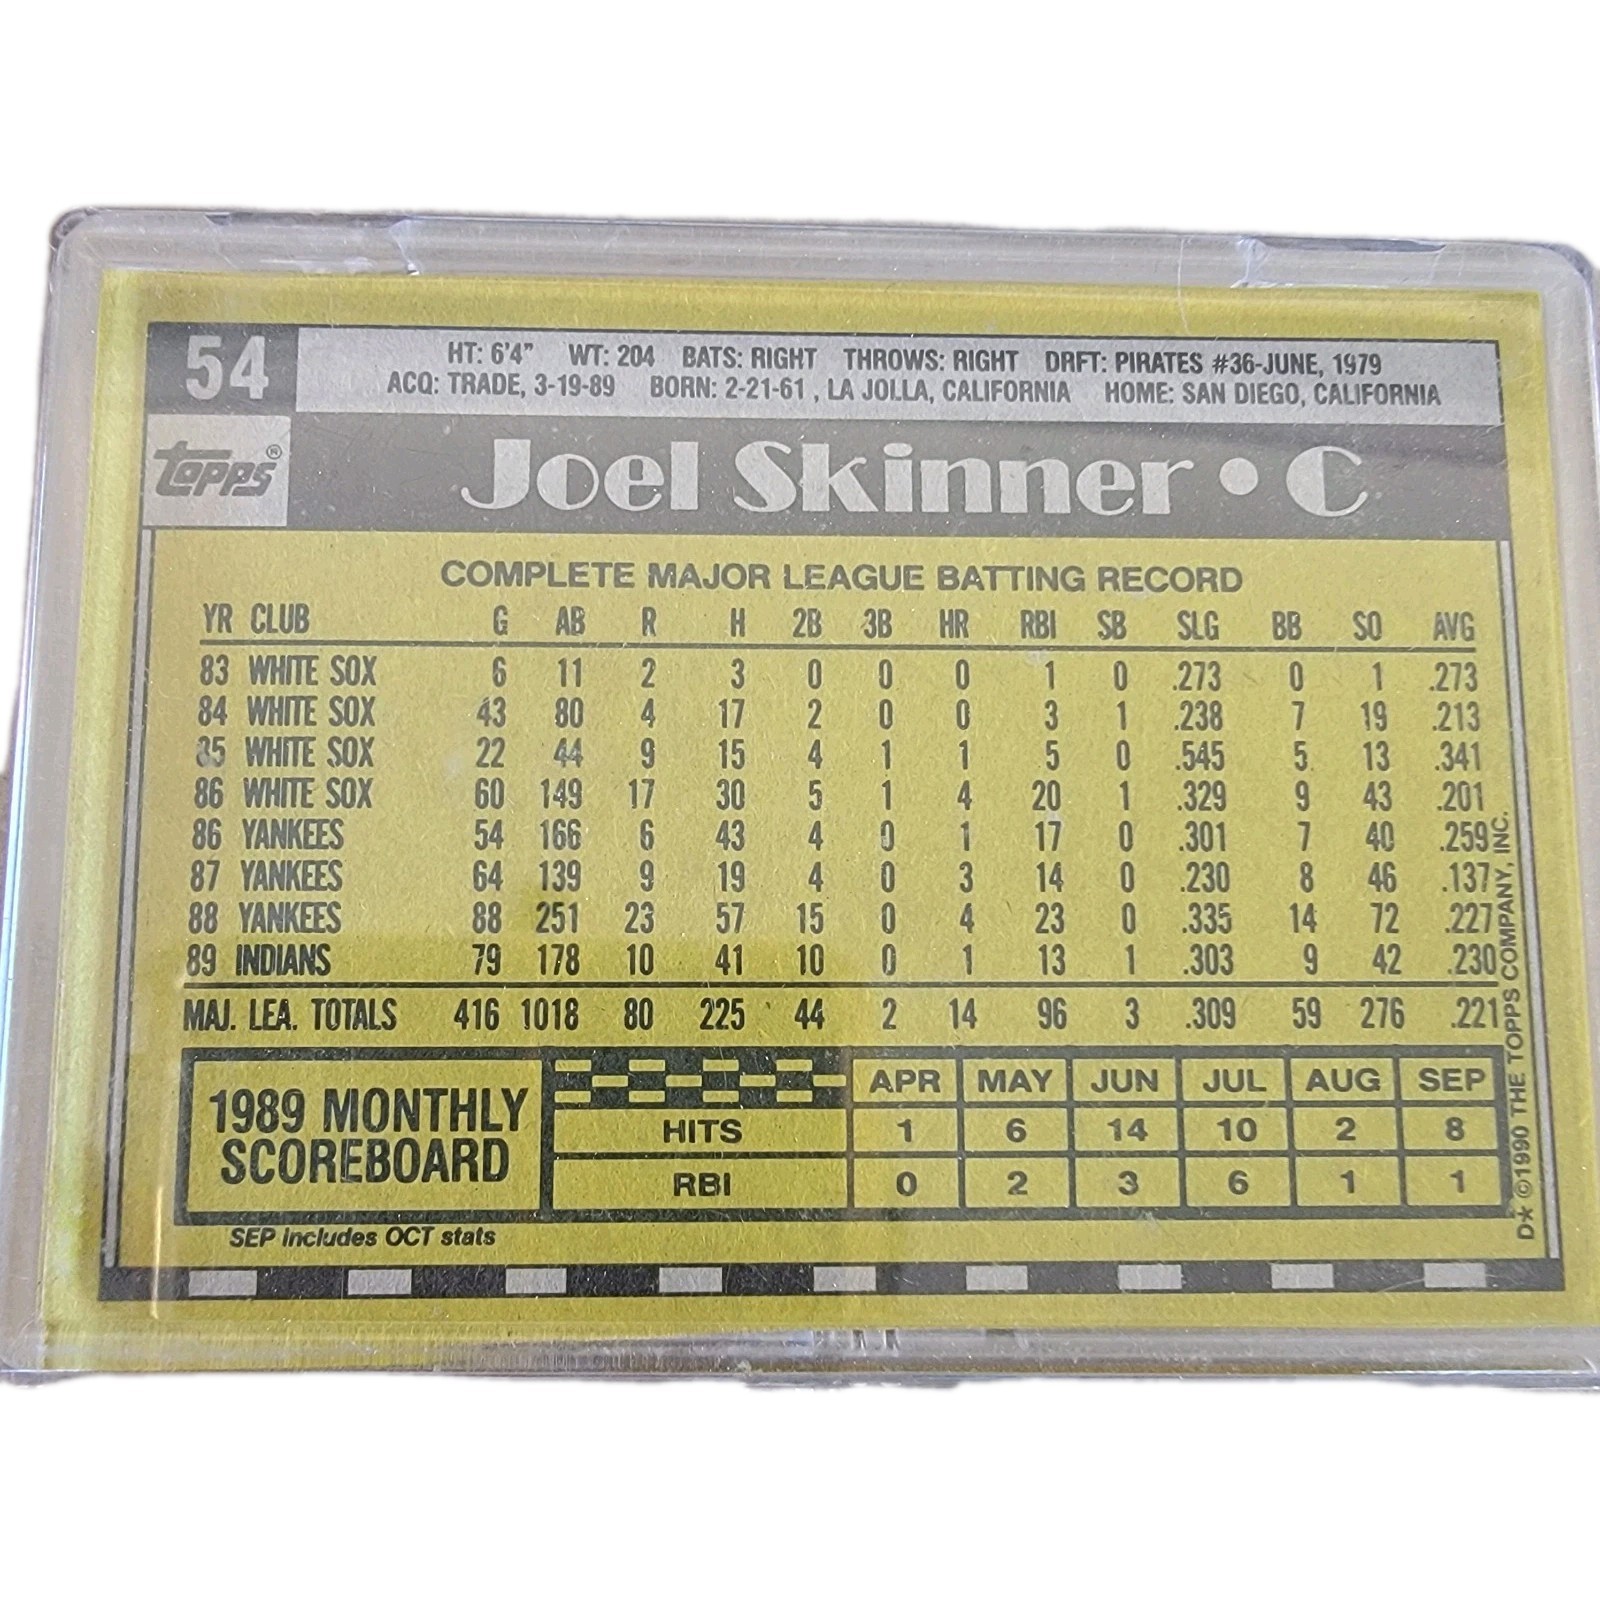 54
HT: 6'4" WT: 204 BATS: RIGHT THROWS: RIGHT DRFT: PIRATES #36-JUNE, 1979
ACQ: TRADE, 3-19-89 BORN: 2-21-61 , LA JOLLA, CALIFORNIA HOME: SAN DIEGO, CALIFORNIA
TOPPS®
Joel Skinner • C
COMPLETE MAJOR LEAGUE BATTING RECORD
YR CLUB G AB R H 2B 3B HR RBI SB SLG BB SO AVG
83 WHITE SOX 6 11 2 3 0 0 0 1 0 .273 0 1 .273
84 WHITE SOX 43 80 4 17 2 0 0 3 1 .238 7 19 .213
85 WHITE SOX 22 44 9 15 4 1 1 5 0 .545 5 13 .341
86 WHITE SOX 60 149 17 30 5 1 4 20 1 .329 9 43 .201
86 YANKEES 54 166 6 43 4 0 1 17 0 .301 7 40 .259
87 YANKEES 64 139 9 19 4 0 3 14 0 .230 8 46 .137
88 YANKEES 88 251 23 57 15 0 4 23 0 .335 14 72 .227
89 INDIANS 79 178 10 41 10 0 1 13 1 .303 9 42 .230
MAJ. LEA. TOTALS 416 1018 80 225 44 2 14 96 3 .309 59 276 .221
1989 MONTHLY
SCOREBOARD
APR MAY JUN JUL AUG SEP
HITS 1 6 14 10 2 8
RBI 0 2 3 6 1 1
SEP includes OCT stats
D* ©1990 THE TOPPS COMPANY, INC.